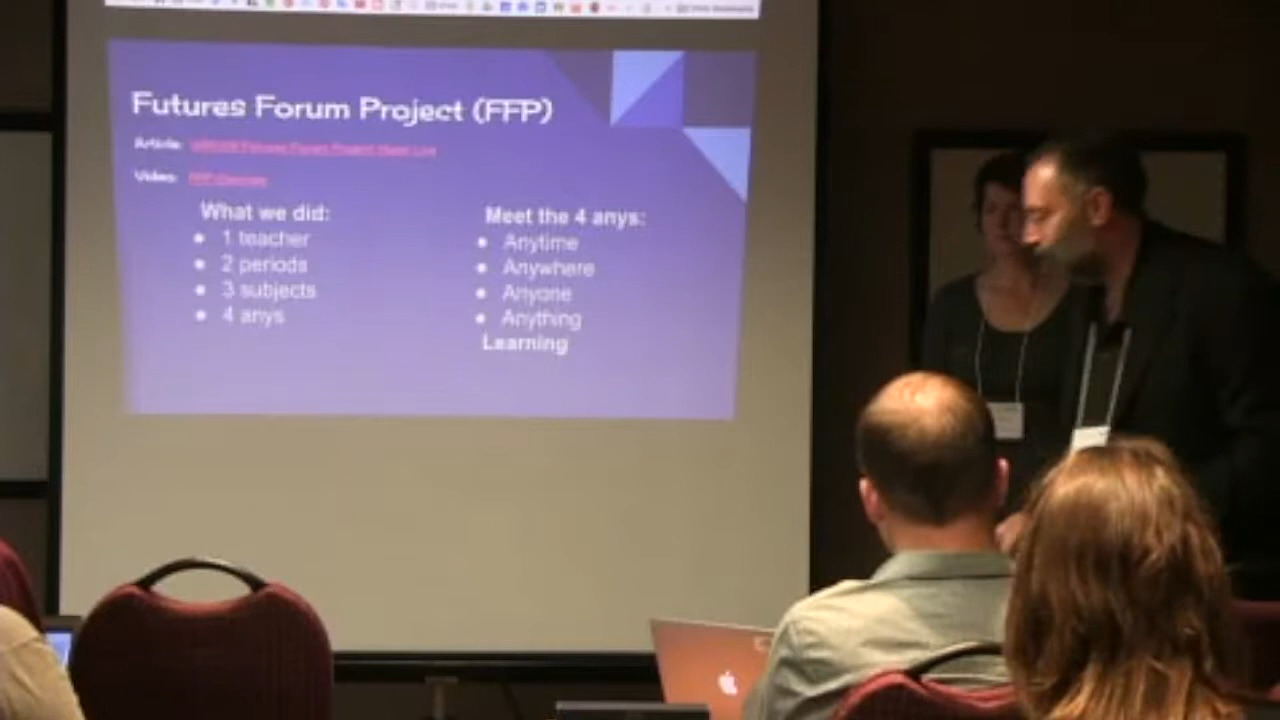 Futures Forum Project (FFP)
Article:
Video:
What we did:
● 1 teacher
● 2 periods
● 3 subjects
● 4 anys
Meet the 4 anys:
● Anytime
● Anywhere
● Anyone
● Anything
Learning